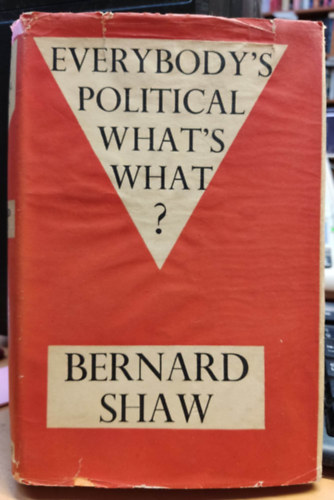 EVERYBODY'S
POLITICAL
WHAT'S
WHAT
?
BERNARD
SHAW